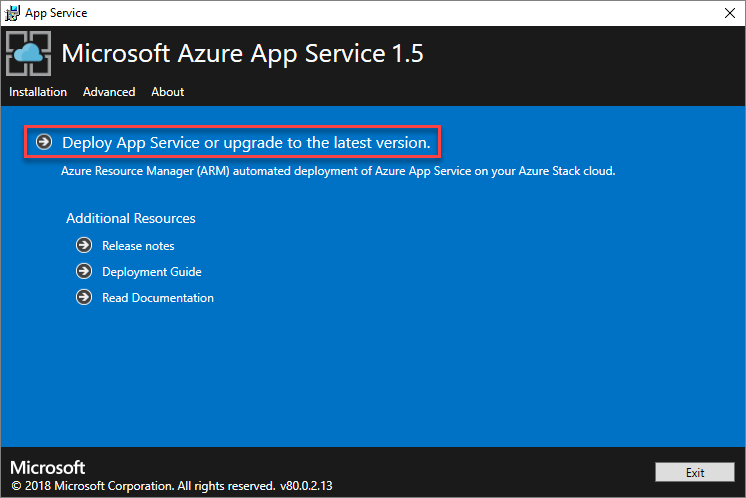 App Service
Microsoft Azure App Service 1.5
Installation Advanced About
Deploy App Service or upgrade to the latest version.
Azure Resource Manager (ARM) automated deployment of Azure App Service on your Azure Stack cloud.
Additional Resources
Release notes
Deployment Guide
Read Documentation
Microsoft
© 2018 Microsoft Corporation. All rights reserved. v80.0.2.13
Exit